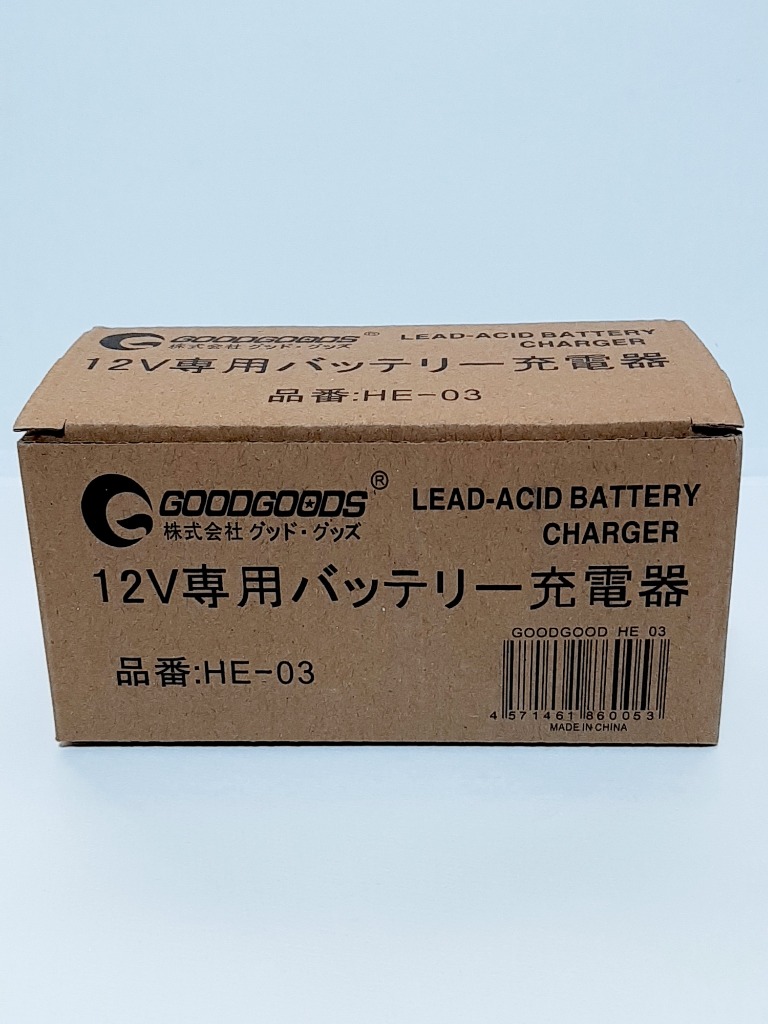 GOODGOODS®
株式会社 グッド・グッズ
LEAD-ACID BATTERY
CHARGER
12V専用バッテリー充電器
品番:HE-03
GOODGOODS®
株式会社 グッド・グッズ
LEAD-ACID BATTERY
CHARGER
12V専用バッテリー充電器
品番:HE-03
GOODGOOD HE 03
4 571461 860053
MADE IN CHINA